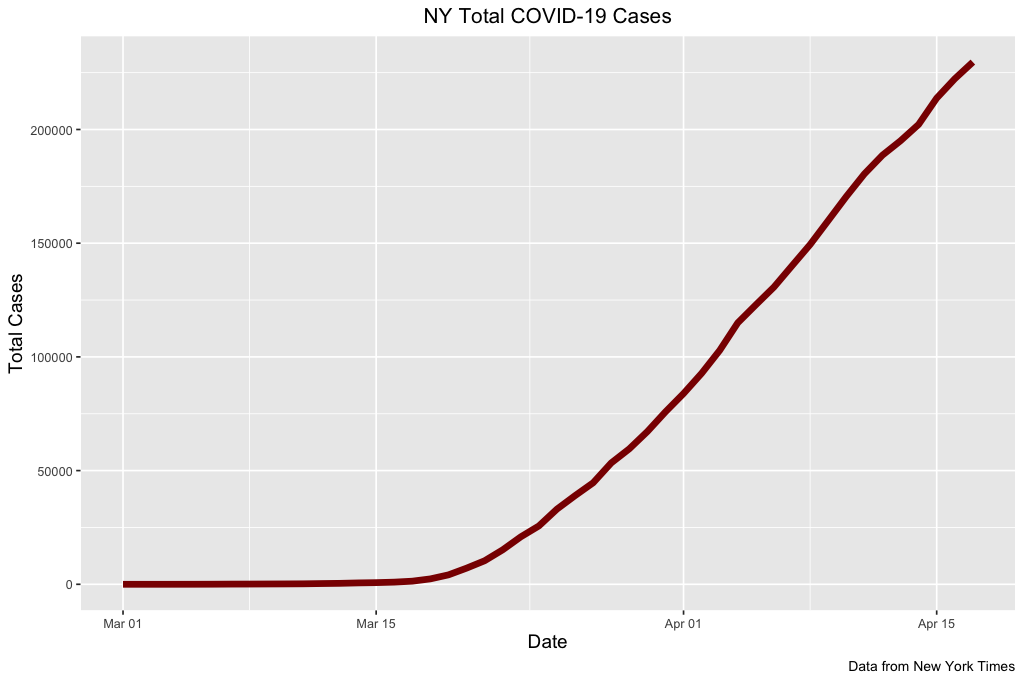 NY Total COVID-19 Cases
Total Cases
200000
150000
100000
50000
0
Mar 01
Mar 15
Apr 01
Apr 15
Date
Data from New York Times